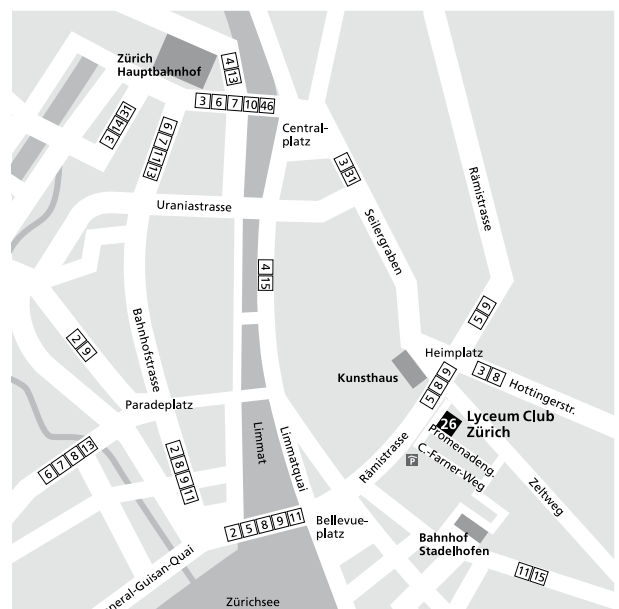 Zürich
Hauptbahnhof
4
13
3 6 7 10 46
3 14 31
6 7 11 13
Central-
platz
3 31
Rämistrasse
Uraniastrasse
Seilergraben
4
15
5 9
2 9
Bahnhofstrasse
Heimplatz
Kunsthaus
3 8
Hottingerstr.
5 8 9
Paradeplatz
26
Lyceum Club
Zürich
Promenadeng.
C.-Farner-Weg
P
Limmat
Limmatquai
Rämistrasse
6 7 8 13
2 8 9 11
Zeltweg
2 5 8 9 11
Bellevue-
platz
Bahnhof
Stadelhofen
11 15
neral-Guisan-Quai
Zürichsee